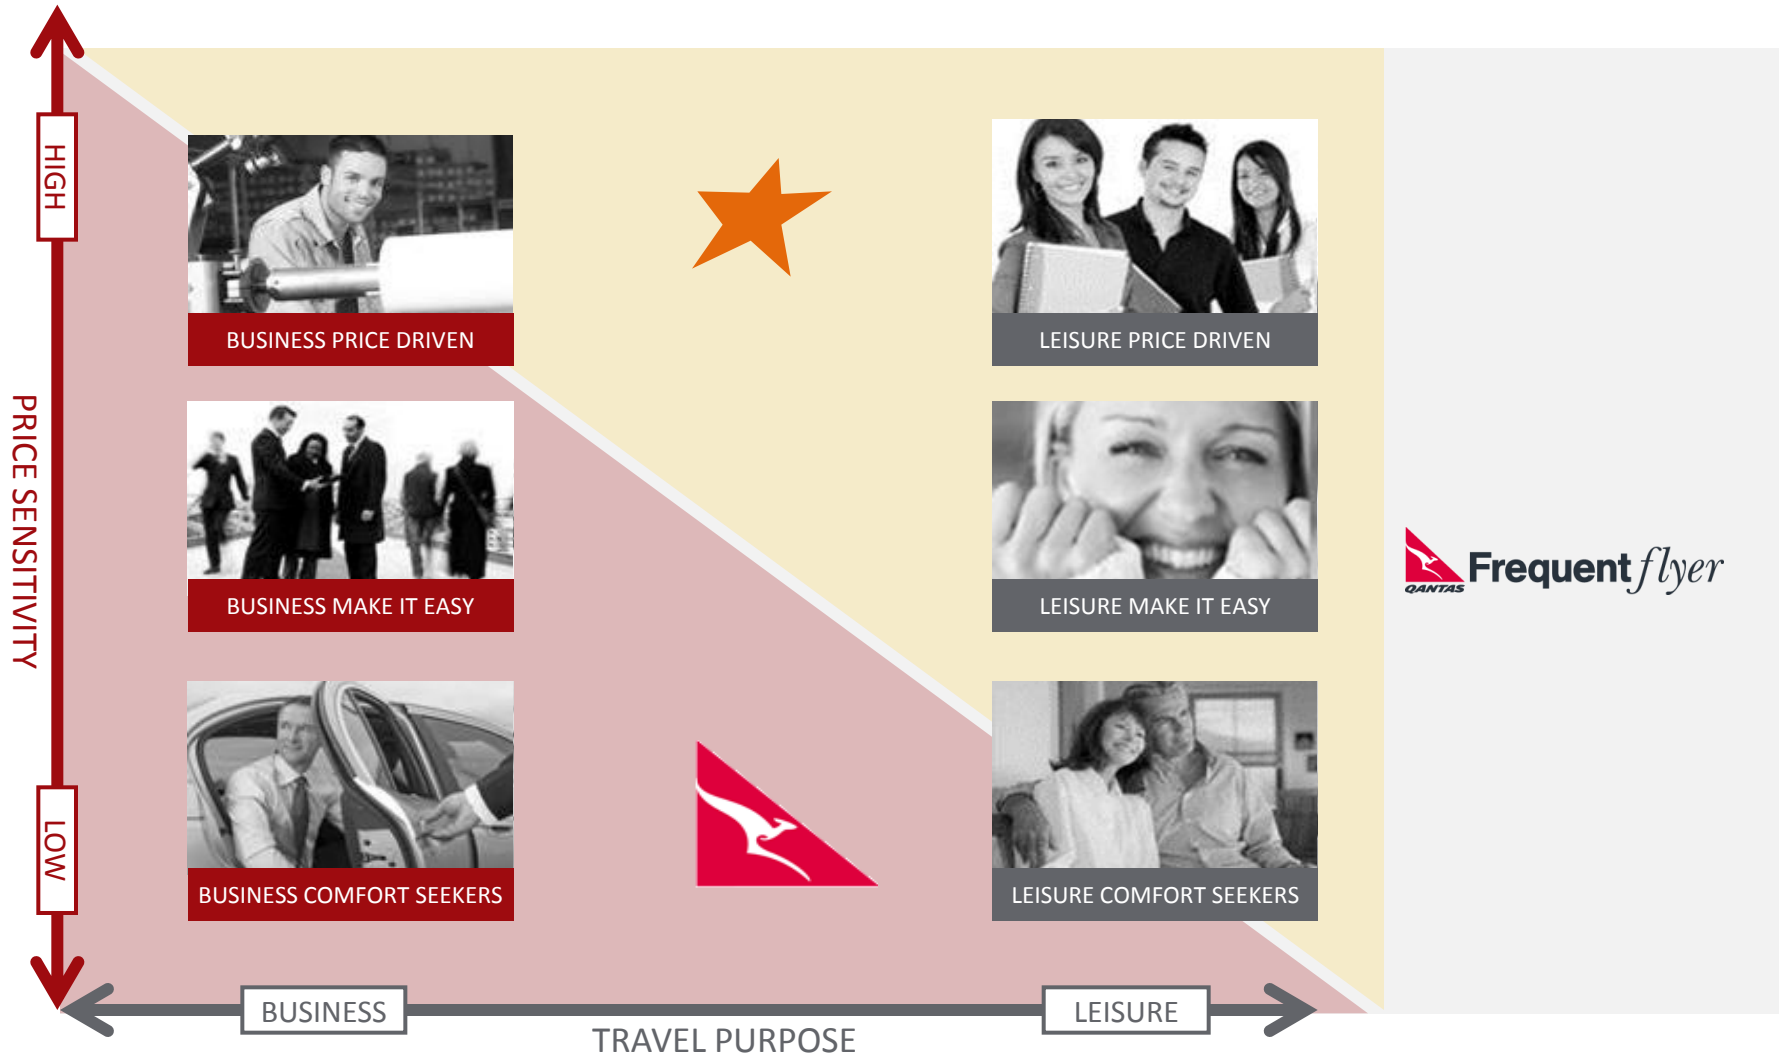 HIGH
PRICE SENSITIVITY
LOW
BUSINESS PRICE DRIVEN
LEISURE PRICE DRIVEN
BUSINESS MAKE IT EASY
LEISURE MAKE IT EASY
BUSINESS COMFORT SEEKERS
LEISURE COMFORT SEEKERS
QANTAS
Frequent flyer
BUSINESS
LEISURE
TRAVEL PURPOSE